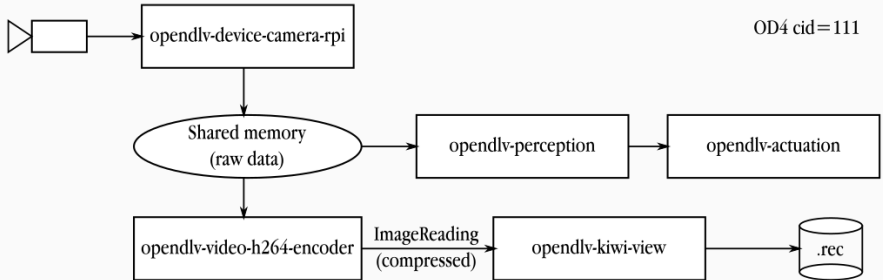 opendlv-device-camera-rpi
OD4 cid=111
Shared memory
(raw data)
opendlv-perception
opendlv-actuation
opendlv-video-h264-encoder
ImageReading
(compressed)
opendlv-kiwi-view
.rec